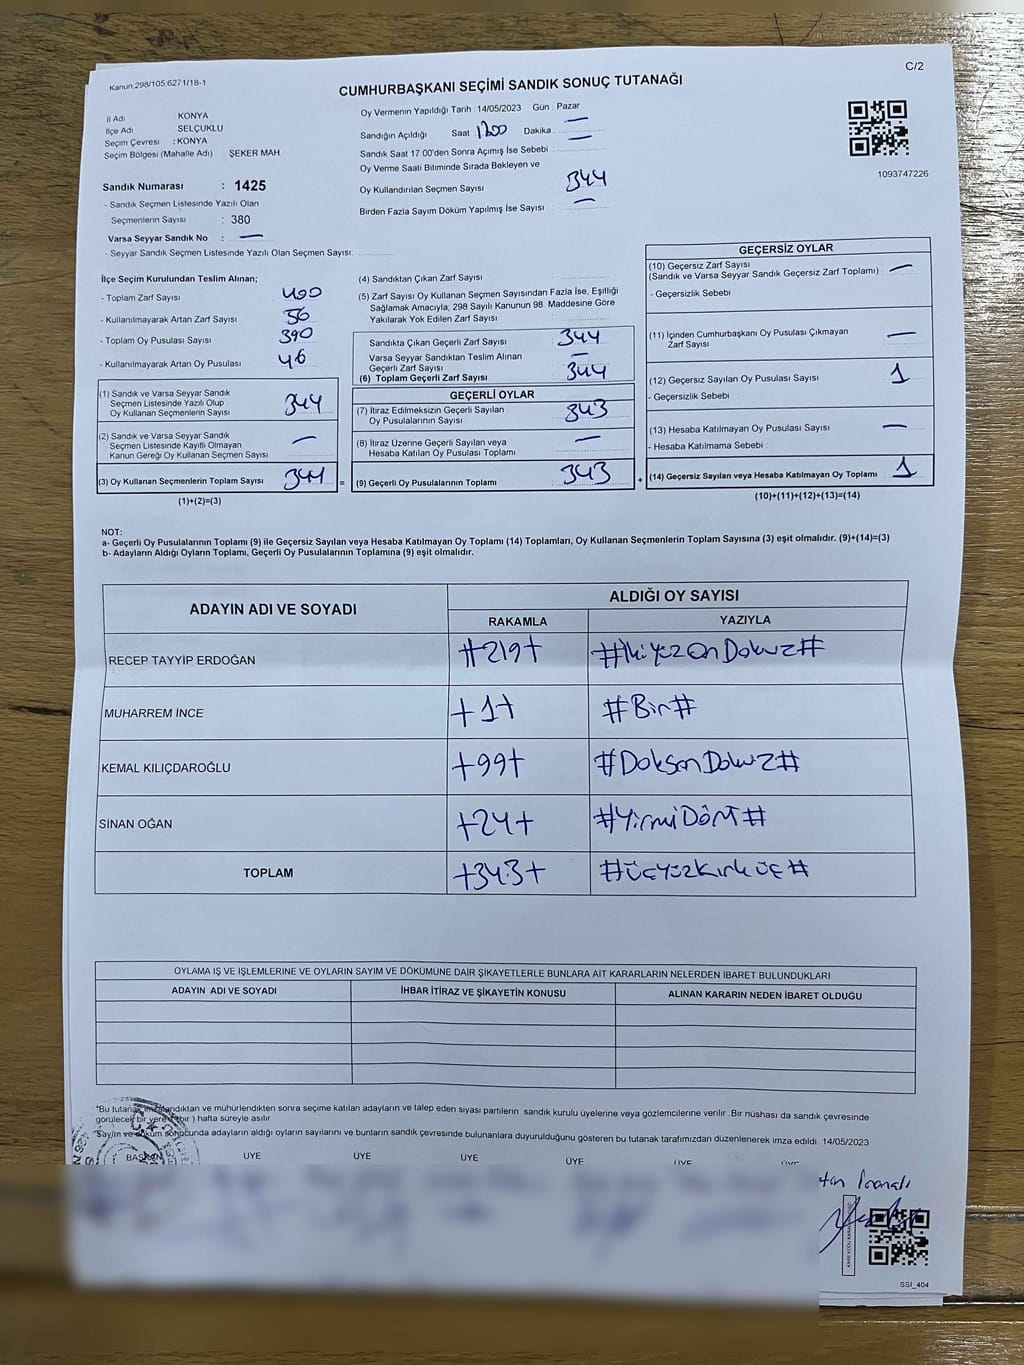 C/2
Kanun.298/105,6271/18-1
CUMHURBAŞKANI SEÇİMİ SANDIK SONUÇ TUTANAĞI
İl Adı KONYA
İlçe Adı SELÇUKLU
Seçim Çevresi : KONYA
Seçim Bölgesi (Mahalle Adı) ŞEKER MAH
Sandık Numarası : 1425
- Sandık Seçmen Listesinde Yazılı Olan
Seçmenlerin Sayısı : 380
Varsa Seyyar Sandık No : —
- Seyyar Sandık Seçmen Listesinde Yazılı Olan Seçmen Sayısı:
Oy Vermenin Yapıldığı Tarih :14/05/2023 Gün : Pazar
Sandığın Açıldığı Saat : 1700 Dakika : —
Sandık Saat 17.00'den Sonra Açımış İse Sebebi : —
Oy Verme Saati Bitiminde Sırada Bekleyen ve
Oy Kullandırılan Seçmen Sayısı 344
Birden Fazla Sayım Döküm Yapılmış İse Sayısı : —
1093747226
İlçe Seçim Kurulundan Teslim Alınan;
- Toplam Zarf Sayısı 400
- Kullanılmayarak Artan Zarf Sayısı 56
- Toplam Oy Pusulası Sayısı 390
- Kullanılmayarak Artan Oy Pusulası 46
(1) Sandık ve Varsa Seyyar Sandık
Seçmen Listesinde Yazılı Olup
Oy Kullanan Seçmenlerin Sayısı 344
(2) Sandık ve Varsa Seyyar Sandık
Seçmen Listesinde Kayıtlı Olmayan
Kanun Gereği Oy Kullanan Seçmen Sayısı —
(3) Oy Kullanan Seçmenlerin Toplam Sayısı 344 =
(1)+(2)=(3)
(4) Sandıktan Çıkan Zarf Sayısı
(5) Zarf Sayısı Oy Kullanan Seçmen Sayısından Fazla İse, Eşitliği
Sağlamak Amacıyla, 298 Sayılı Kanunun 98. Maddesine Göre
Yakılarak Yok Edilen Zarf Sayısı
Sandıkta Çıkan Geçerli Zarf Sayısı 344
Varsa Seyyar Sandıktan Teslim Alınan
Geçerli Zarf Sayısı —
(6) Toplam Geçerli Zarf Sayısı 344
GEÇERLİ OYLAR
(7) İtiraz Edilmeksizin Geçerli Sayılan
Oy Pusulalarının Sayısı 343
(8) İtiraz Üzerine Geçerli Sayılan veya
Hesaba Katılan Oy Pusulası Toplamı —
(9) Geçerli Oy Pusulalarının Toplamı 343 +
GEÇERSİZ OYLAR
(10) Geçersiz Zarf Sayısı
(Sandık ve Varsa Seyyar Sandık Geçersiz Zarf Toplamı) —
- Geçersizlik Sebebi
(11) İçinden Cumhurbaşkanı Oy Pusulası Çıkmayan
Zarf Sayısı —
(12) Geçersiz Sayılan Oy Pusulası Sayısı 1
- Geçersizlik Sebebi
(13) Hesaba Katılmayan Oy Pusulası Sayısı —
- Hesaba Katılmama Sebebi :
(14) Geçersiz Sayılan veya Hesaba Katılmayan Oy Toplamı 1
(10)+(11)+(12)+(13)=(14)
NOT:
a- Geçerli Oy Pusulalarının Toplamı (9) ile Geçersiz Sayılan veya Hesaba Katılmayan Oy Toplamı (14) Toplamları, Oy Kullanan Seçmenlerin Toplam Sayısına (3) eşit olmalıdır. (9)+(14)=(3)
b- Adayların Aldığı Oyların Toplamı, Geçerli Oy Pusulalarının Toplamına (9) eşit olmalıdır.
ADAYIN ADI VE SOYADI ALDIĞI OY SAYISI
RAKAMLA YAZIYLA
RECEP TAYYİP ERDOĞAN #219+ #İkiyüzOnDokuz#
MUHARREM İNCE +1+ #Bir#
KEMAL KILIÇDAROĞLU +99+ #DoksanDokuz#
SİNAN OĞAN +24+ #YirmiDört#
TOPLAM +343+ #üçyüzkırküç#
OYLAMA İŞ VE İŞLEMLERİNE VE OYLARIN SAYIM VE DÖKÜMÜNE DAİR ŞİKAYETLERLE BUNLARA AİT KARARLARIN NELERDEN İBARET BULUNDUKLARI
ADAYIN ADI VE SOYADI İHBAR İTİRAZ VE ŞİKAYETİN KONUSU ALINAN KARARIN NEDEN İBARET OLDUĞU
*Bu tutanak imzalandıktan ve mühürlendikten sonra seçime katılan adayların ve talep eden siyasi partilerin sandık kurulu üyelerine veya gözlemcilerine verilir .Bir nüshası da sandık çevresinde
görülecek bir yere ( bir ) hafta süreyle asılır.
*Sayım ve döküm sonucunda adayların aldığı oyların sayılarını ve bunların sandık çevresinde bulunanlara duyurulduğunu gösteren bu tutanak tarafımızdan düzenlenerek imza edildi. 14/05/2023
BAŞKAN ÜYE ÜYE ÜYE ÜYE ÜYE ÜYE
SSI_404